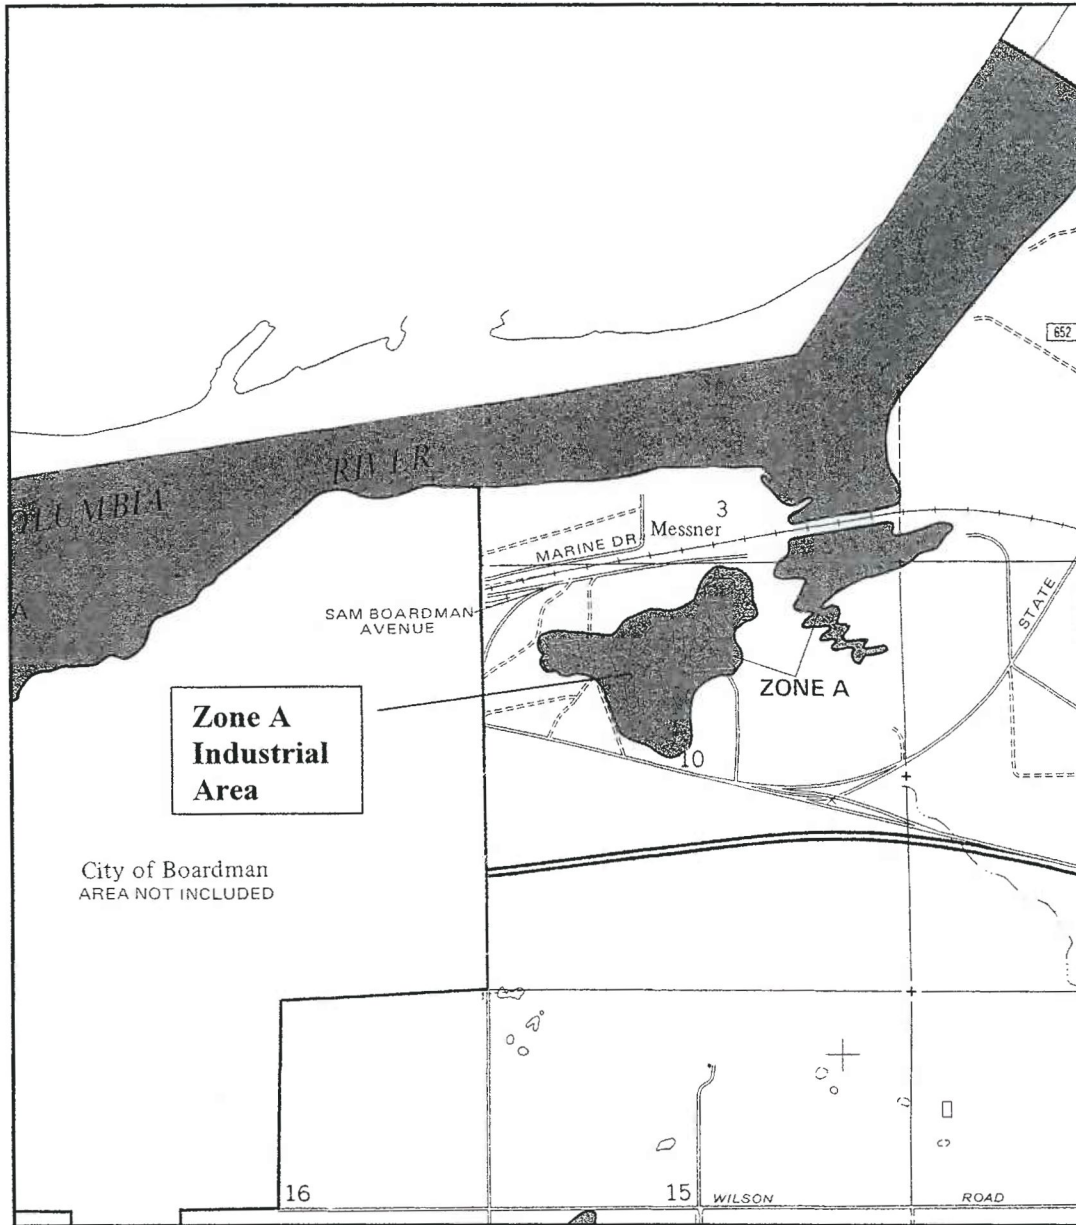 652
RIVER
3
Messner
MARINE DR
SAM BOARDMAN
AVENUE
STATE
ZONE A
Zone A
Industrial
Area
10
City of Boardman
AREA NOT INCLUDED
16
15
WILSON
ROAD
OLUMBIA
A